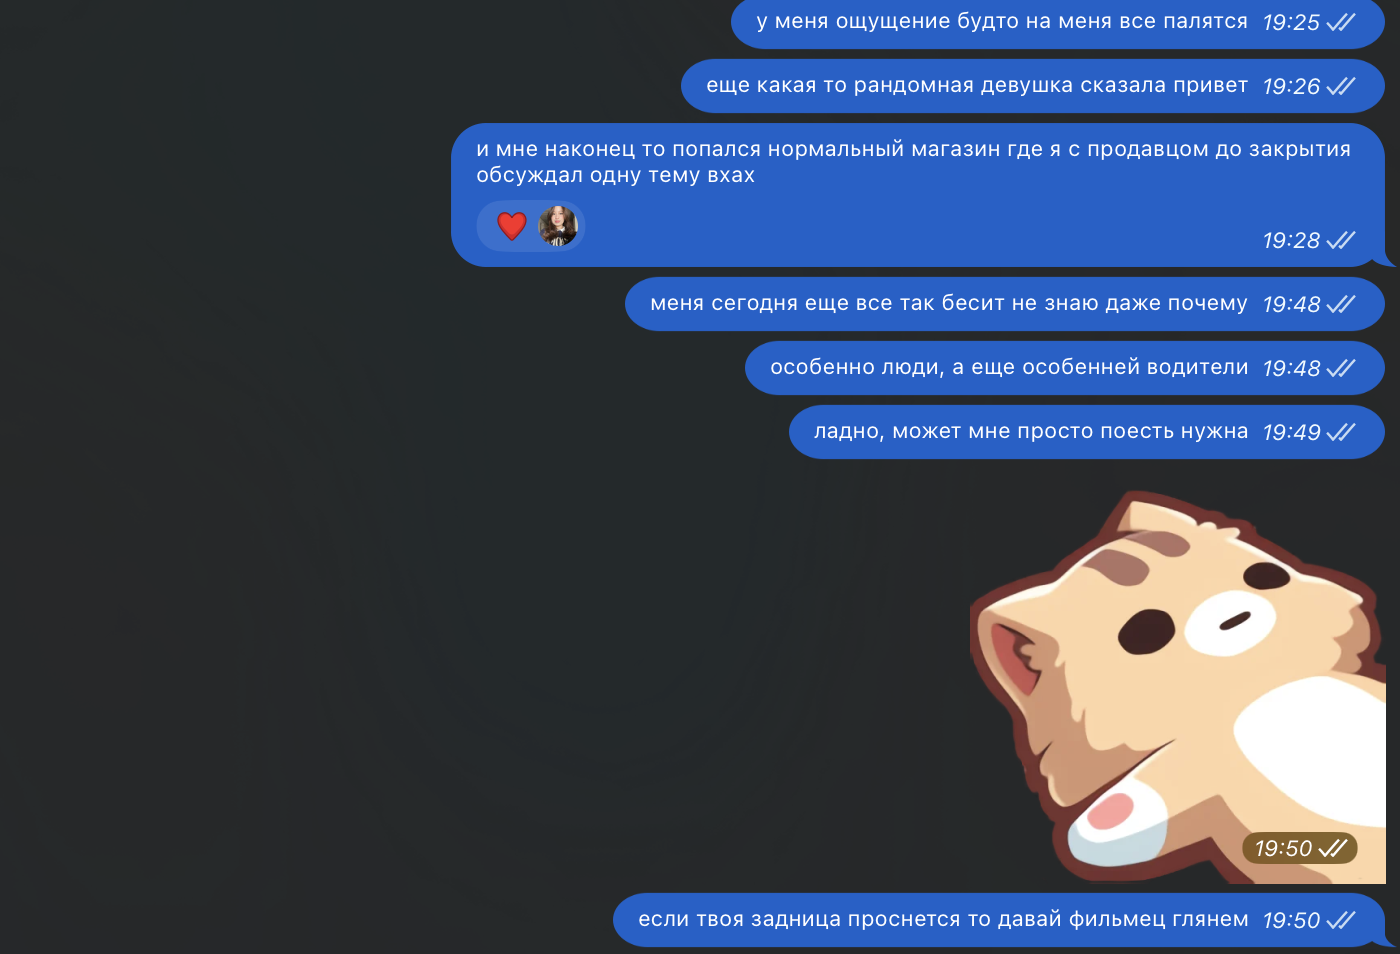 у меня ощущение будто на меня все палятся 19:25
еще какая то рандомная девушка сказала привет 19:26
и мне наконец то попался нормальный магазин где я с продавцом до закрытия
обсуждал одну тему вхах
19:28
меня сегодня еще все так бесит не знаю даже почему 19:48
особенно люди, а еще особенней водители 19:48
ладно, может мне просто поесть нужна 19:49
19:50
если твоя задница проснется то давай фильмец глянем 19:50